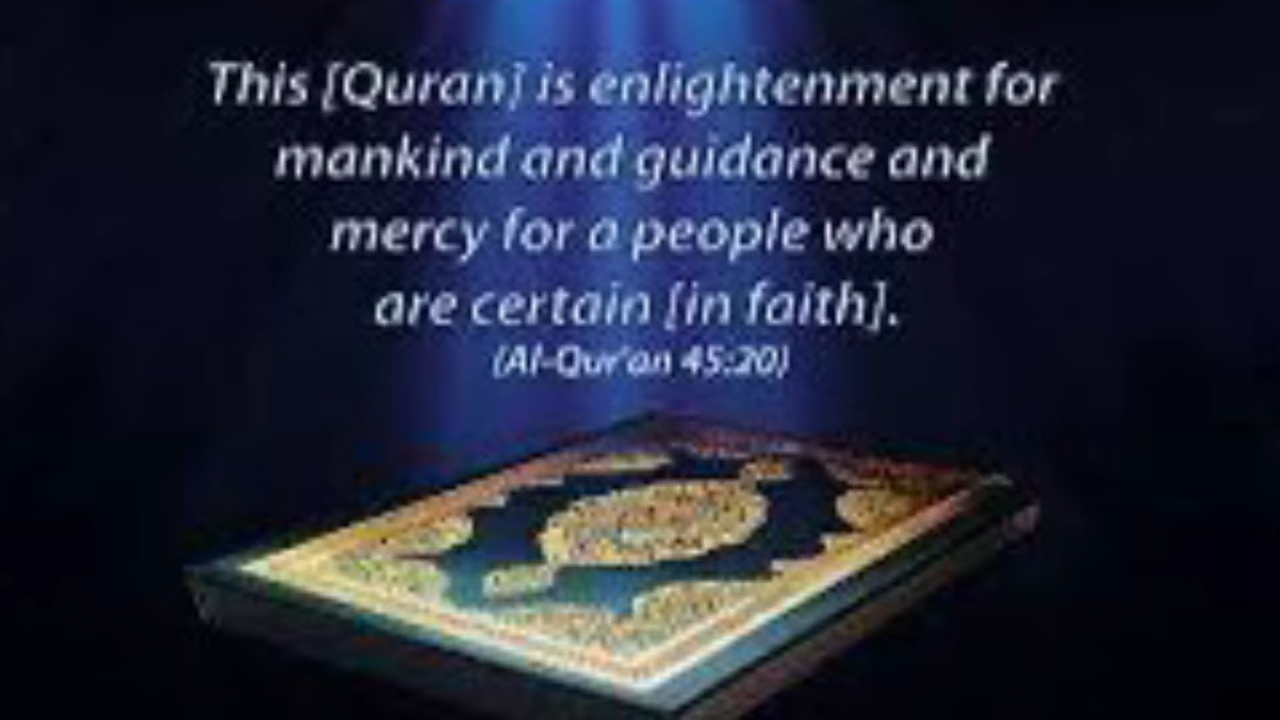 This [Quran] is enlightenment for
mankind and guidance and
mercy for a people who
are certain [in faith].
(Al-Qur'an 45:20)